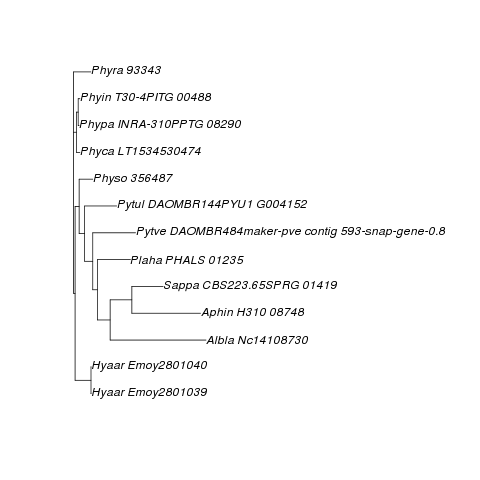 Phyra 93343
Phyin T30-4PITG 00488
Phypa INRA-310PPTG 08290
Phyca LT1534530474
Physo 356487
Pytul DAOMBR144PYU1 G004152
Pytve DAOMBR484maker-pve contig 593-snap-gene-0.8
Plaha PHALS 01235
Sappa CBS223.65SPRG 01419
Aphin H310 08748
Albla Nc14108730
Hyaar Emoy2801040
Hyaar Emoy2801039